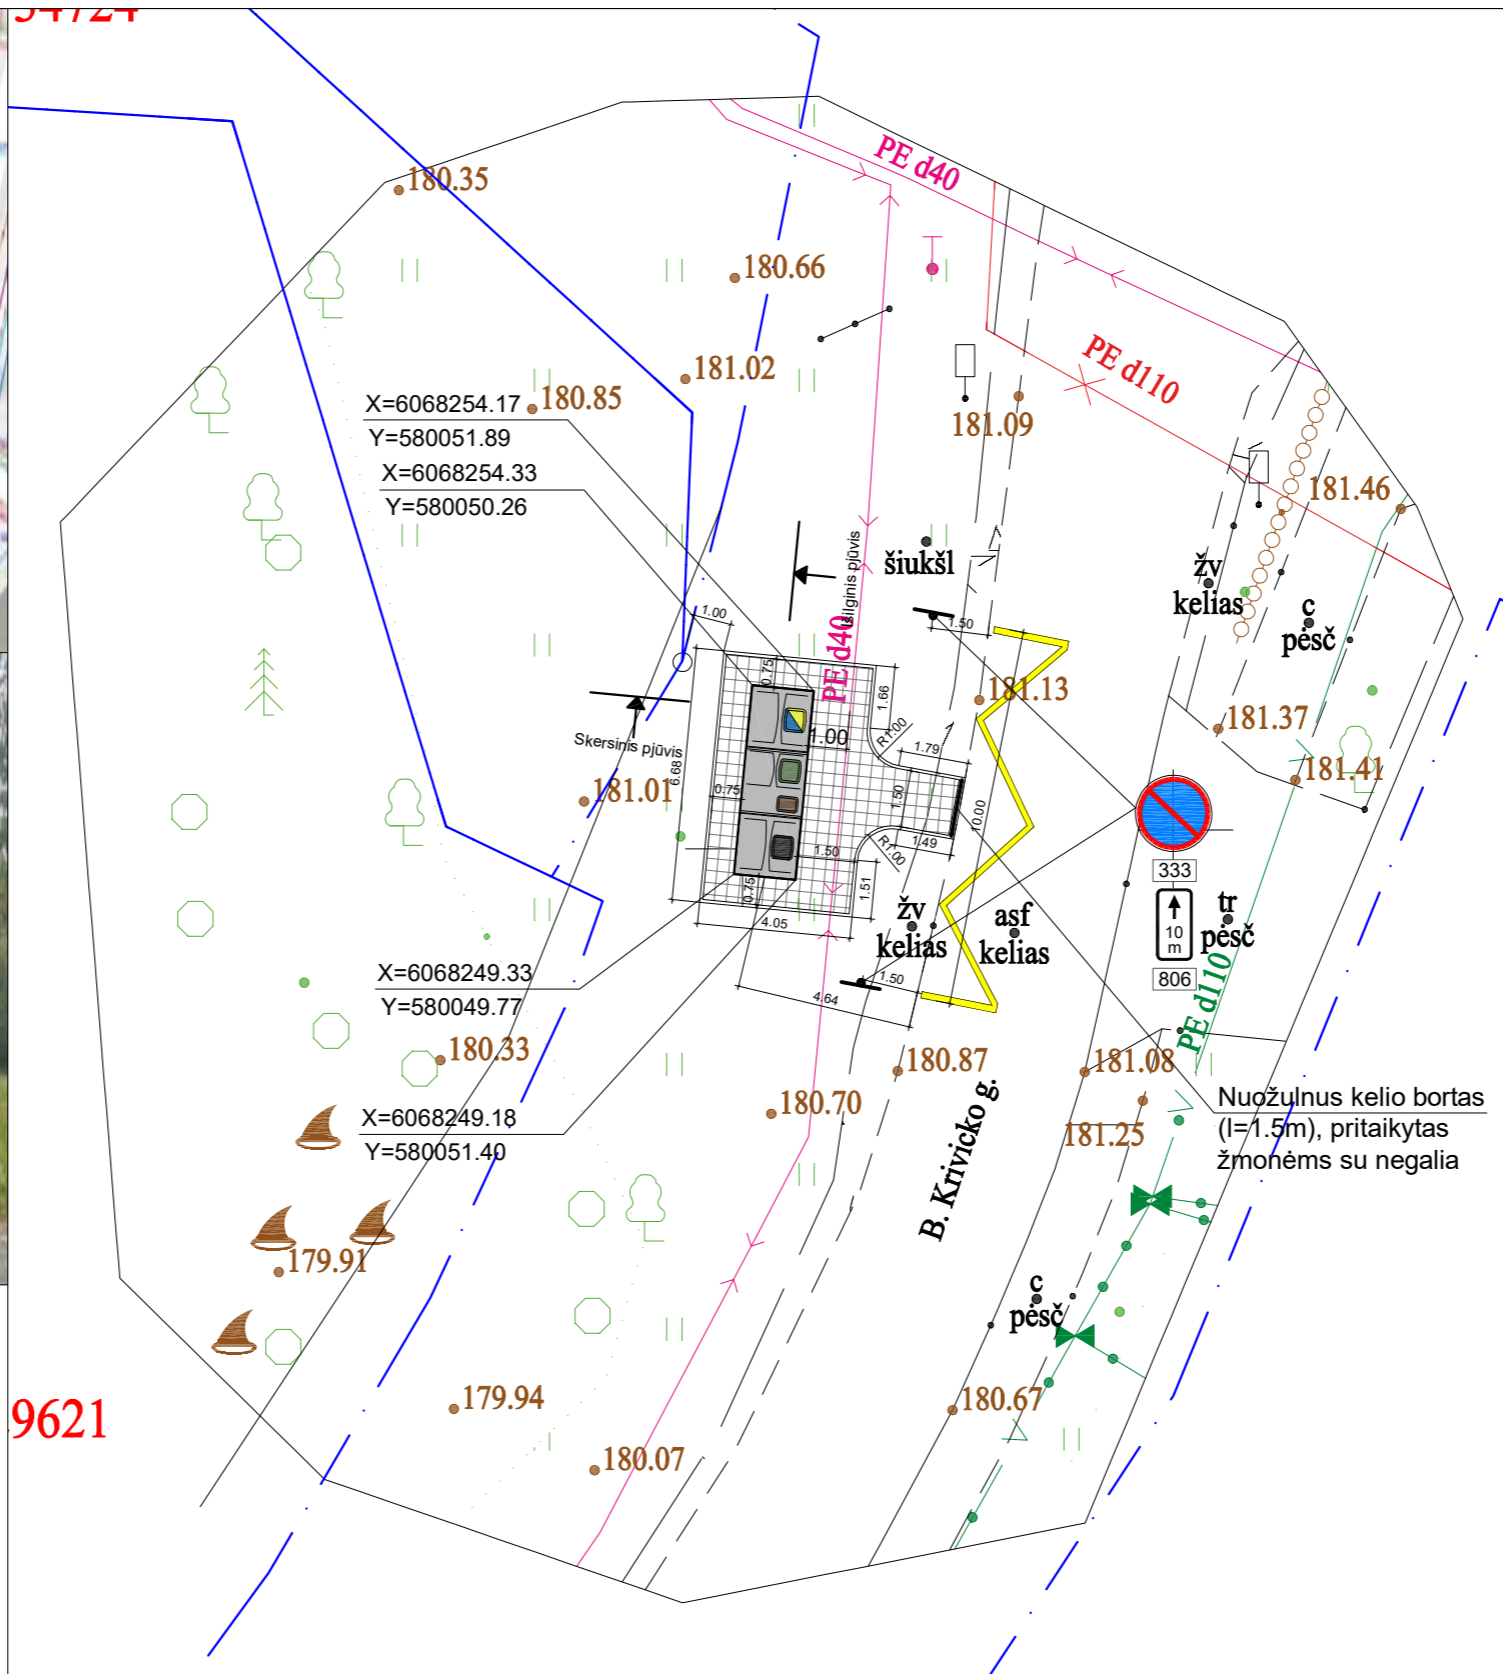 PE d40
180.35
180.66
181.02
180.85
PE d110
181.09
X=6068254.17
Y=580051.89
X=6068254.33
Y=580050.26
181.46
šiukšl
Išilginis pjūvis
žv
kelias
c
pėsč
1.00
1.50
PE d40
0.75
1.66
181.13
181.37
R1.00
1.00
1.79
Skersinis pjūvis
6.68
181.41
181.01
0.75
1.50
10.00
1.49
R1.00
1.50
1.51
0.75
4.05
333
10
m
806
žv
kelias
asf
kelias
tr
pėsč
X=6068249.33
Y=580049.77
1.50
4.64
PE d110
180.33
180.87
181.08
180.70
181.25
Nuožulnus kelio bortas
(l=1.5m), pritaikytas
žmonėms su negalia
X=6068249.18
Y=580051.40
B. Krivicko g.
179.91
c
pėsč
179.94
180.67
9621
180.07